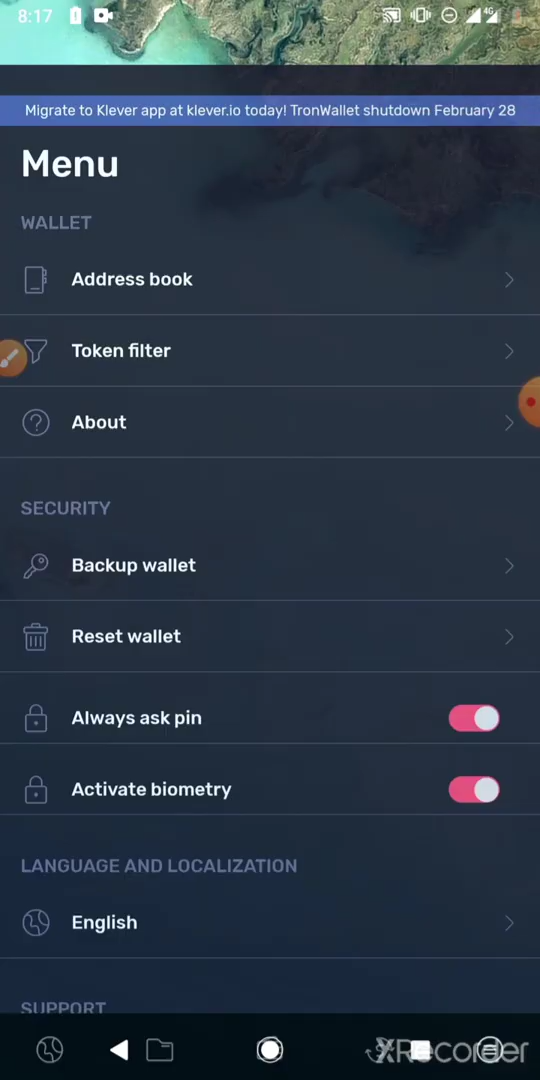 8:17
4G
Migrate to Klever app at klever.io today! TronWallet shutdown February 28
Menu
WALLET
Address book
Token filter
About
SECURITY
Backup wallet
Reset wallet
Always ask pin
Activate biometry
LANGUAGE AND LOCALIZATION
English
SUPPORT
XRecorder